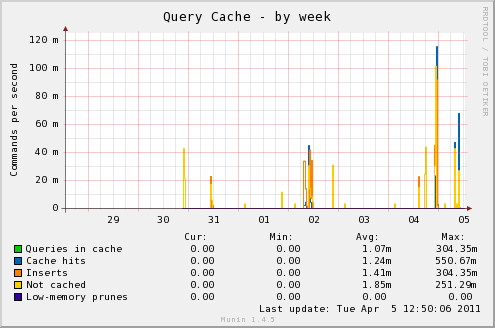 Query Cache - by week
RRDTOOL / TOBI OETIKER
Commands per second
120 m
100 m
80 m
60 m
40 m
20 m
0
29 30 31 01 02 03 04 05
Cur: Min: Avg: Max:
Queries in cache 0.00 0.00 1.07m 304.35m
Cache hits 0.00 0.00 1.24m 550.67m
Inserts 0.00 0.00 1.41m 304.35m
Not cached 0.00 0.00 1.85m 251.29m
Low-memory prunes 0.00 0.00 0.00 0.00
Last update: Tue Apr 5 12:50:06 2011
Munin 1.4.5